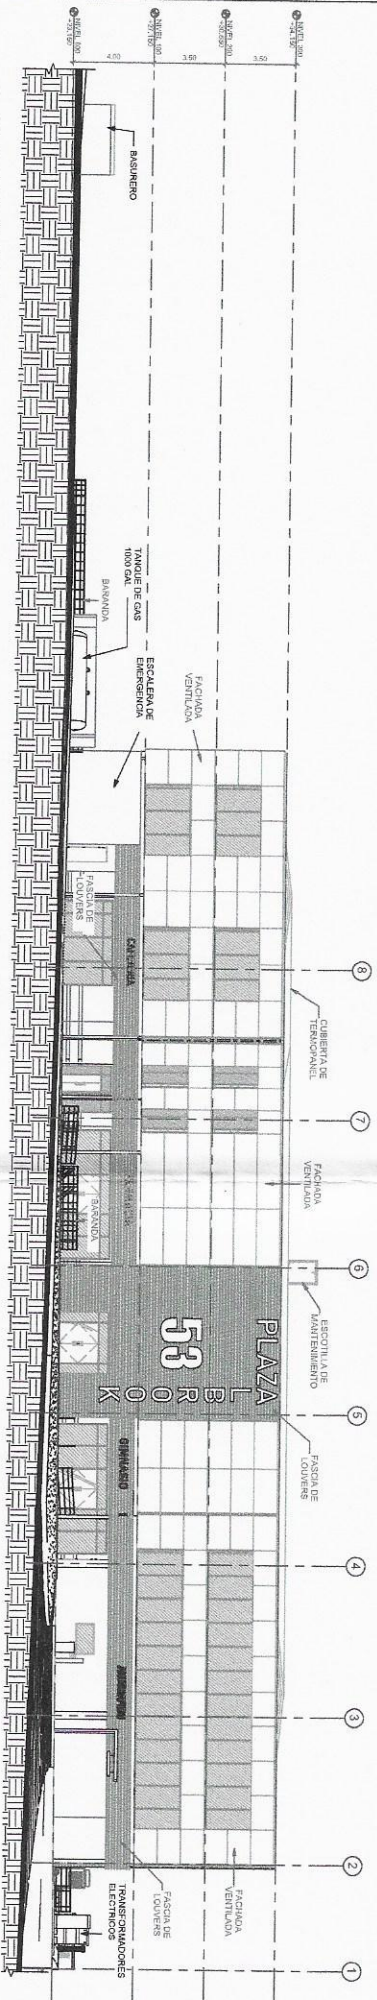 8
7
6
5
4
3
2
1
NIVEL 300
+34.150
3.50
NIVEL 200
+30.650
3.50
NIVEL 100
+27.150
4.00
NIVEL 000
+23.150
CUBIERTA DE
TERMOPANEL
FACHADA
VENTILADA
ESCOTILLA DE
MANTENIMIENTO
FASCIA DE
LOUVERS
FACHADA
VENTILADA
PLAZA
53
ALBROOK
FACHADA
VENTILADA
BASURERO
TANQUE DE GAS
1000 GAL
BARANDA
ESCALERA DE
EMERGENCIA
FASCIA DE
LOUVERS
CAFETERIA
BARANDA
GIMNASIO
FASCIA DE
LOUVERS
TRANSFORMADORES
ELECTRICOS